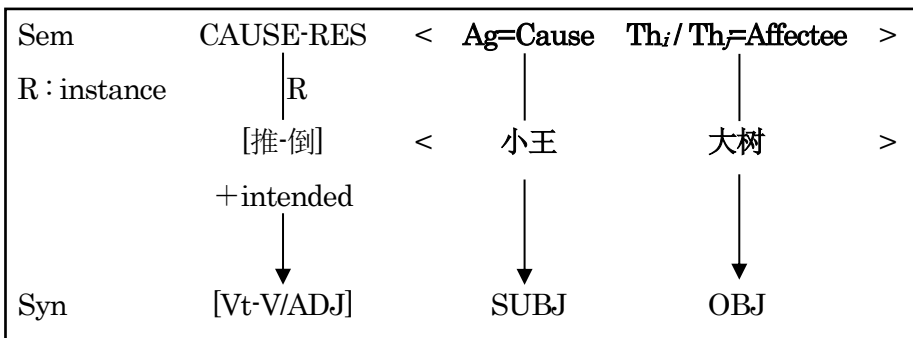 Sem CAUSE-RES < Ag=Cause Thi / Thj=Affectee >
R：instance R
[推-倒] < 小王 大树 >
＋intended
Syn [Vt-V/ADJ] SUBJ OBJ